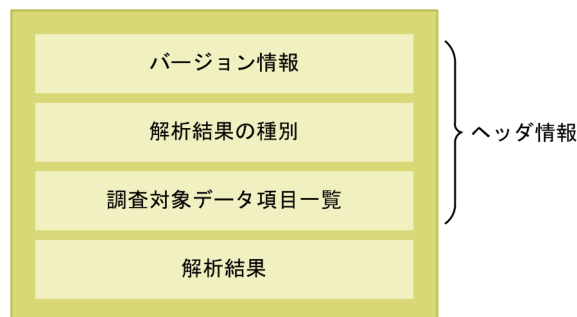 バージョン情報
解析結果の種別
調査対象データ項目一覧
解析結果
ヘッダ情報